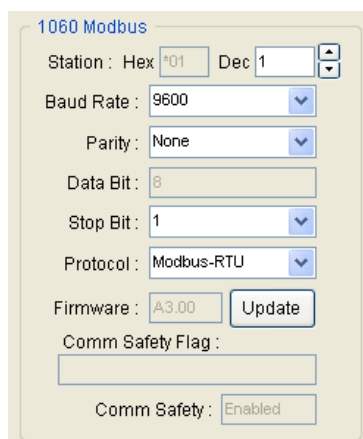 1060 Modbus
Station : Hex *01 Dec 1
Baud Rate : 9600
Parity : None
Data Bit : 8
Stop Bit : 1
Protocol : Modbus-RTU
Firmware : A3.00 Update
Comm Safety Flag :
Comm Safety : Enabled